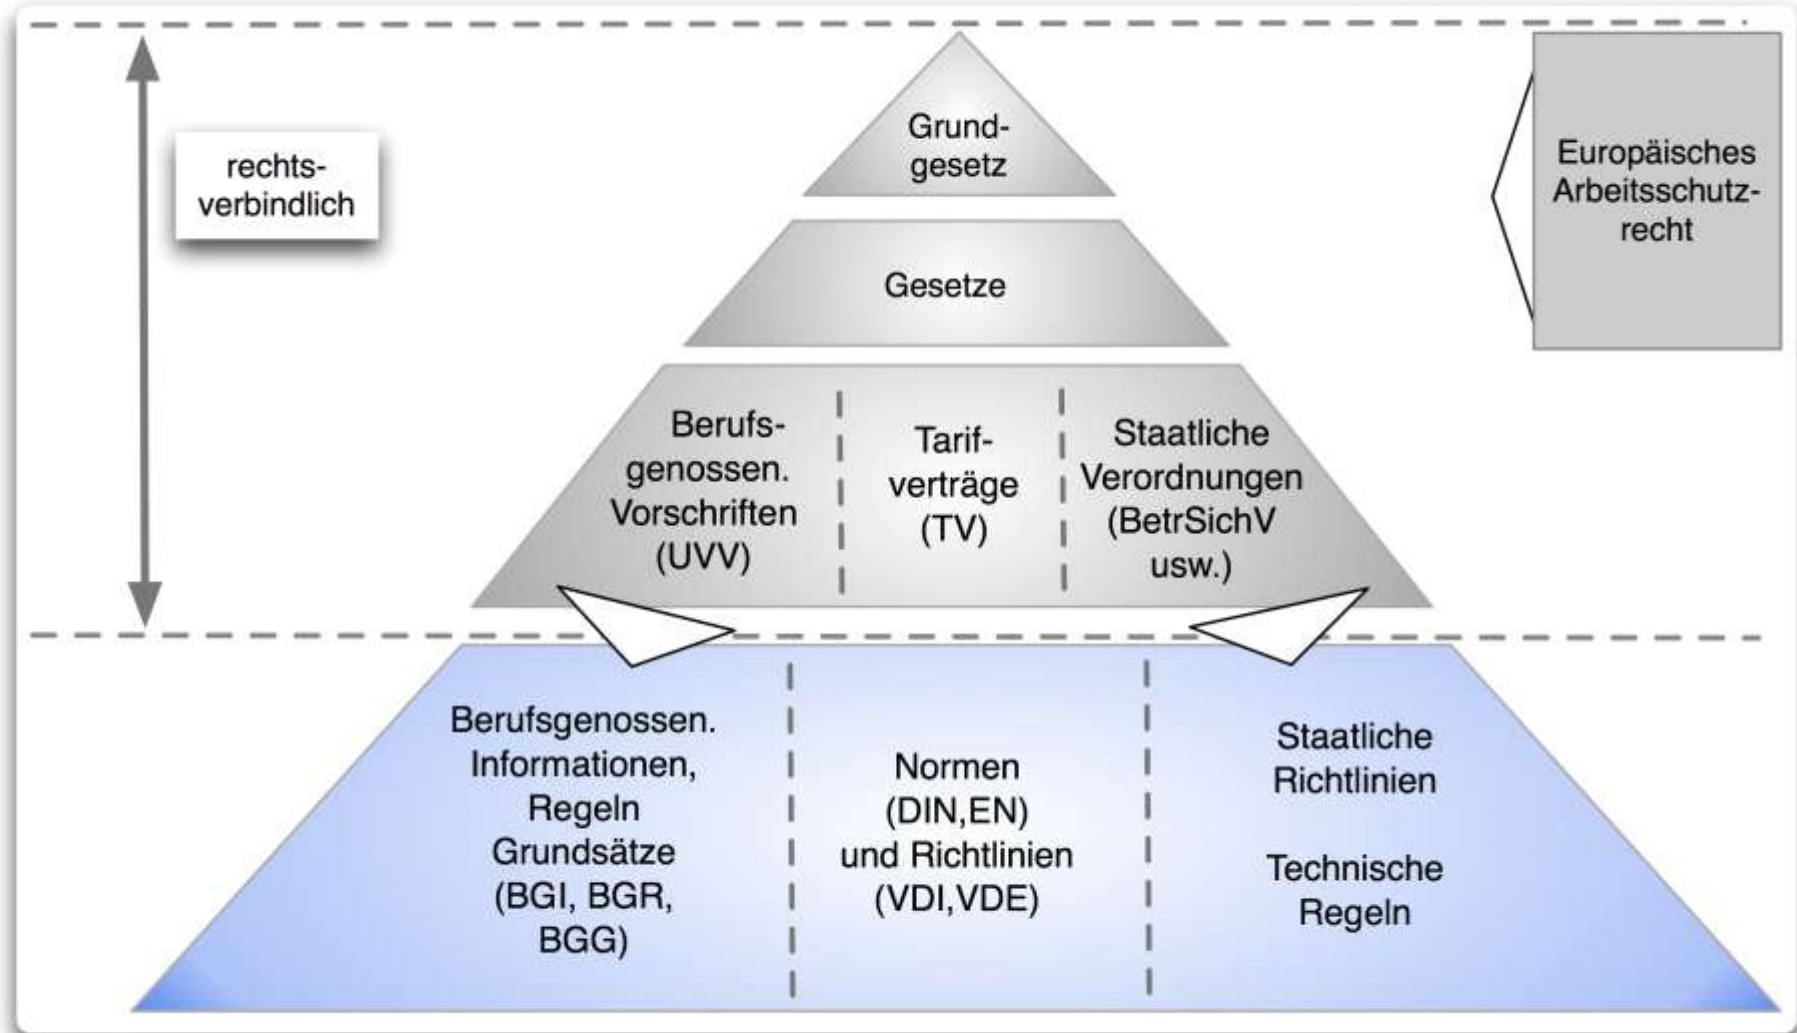 rechts-
verbindlich
Grund-
gesetz
Europäisches
Arbeitsschutz-
recht
Gesetze
Berufs-
genossen.
Vorschriften
(UVV)
Tarif-
verträge
(TV)
Staatliche
Verordnungen
(BetrSichV
usw.)
Berufsgenossen.
Informationen,
Regeln
Grundsätze
(BGI, BGR,
BGG)
Normen
(DIN,EN)
und Richtlinien
(VDI,VDE)
Staatliche
Richtlinien
Technische
Regeln